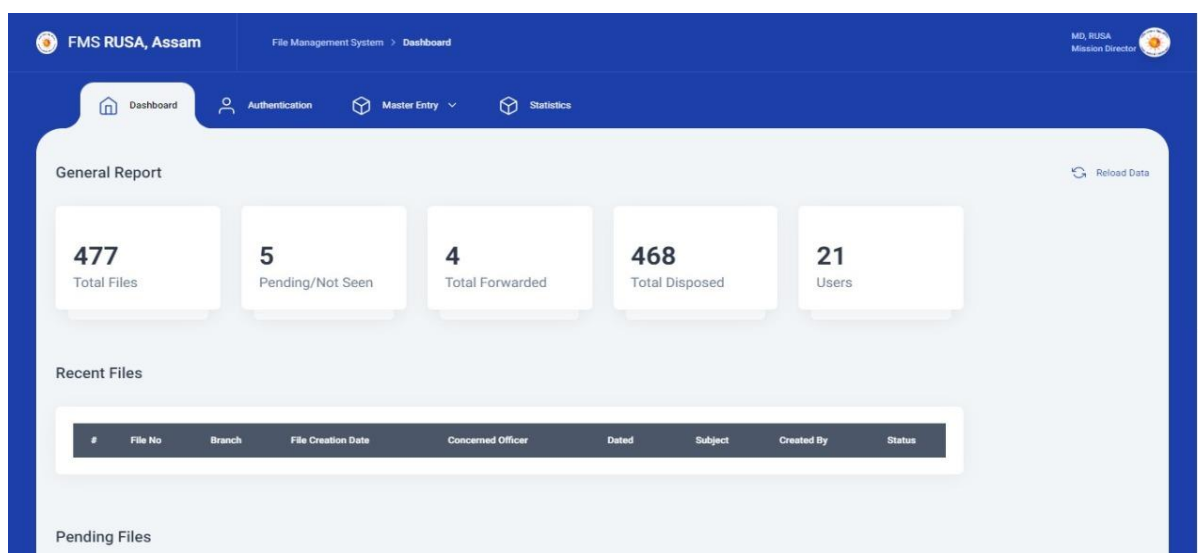 FMS RUSA, Assam
File Management System > Dashboard
MD, RUSA
Mission Director
Dashboard
Authentication
Master Entry
Statistics
General Report
Reload Data
477
Total Files
5
Pending/Not Seen
4
Total Forwarded
468
Total Disposed
21
Users
Recent Files
# File No Branch File Creation Date Concerned Officer Dated Subject Created By Status
Pending Files